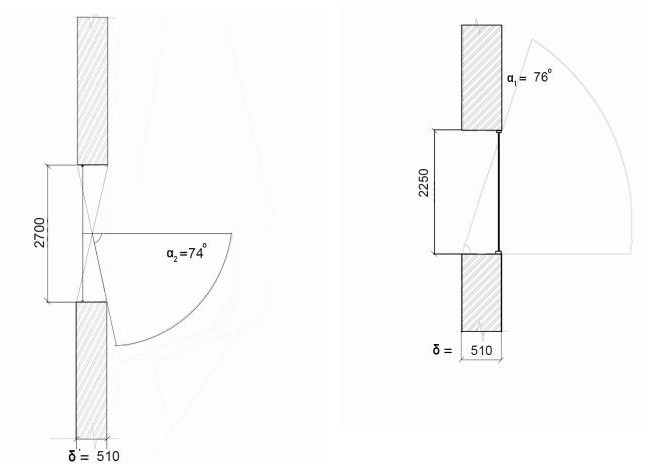 α₂=74°
2700
δ = 510
α₁= 76°
2250
δ = 510